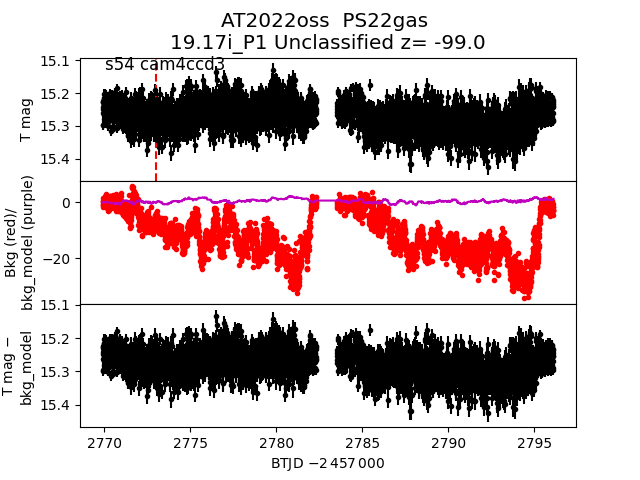 AT2022oss  PS22gas
19.17i_P1 Unclassified z= -99.0
s54 cam4ccd3
15.1
15.2
15.3
15.4
T mag
0
−20
Bkg (red)/
bkg_model (purple)
15.1
15.2
15.3
15.4
T mag −
bkg_model
2770
2775
2780
2785
2790
2795
BTJD −2 457 000